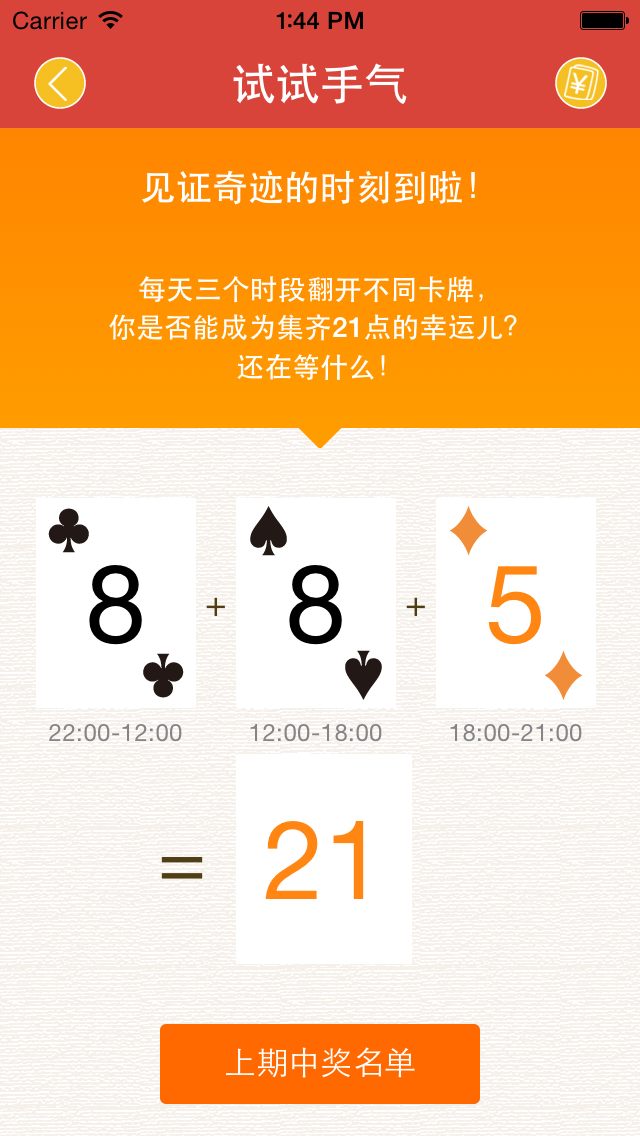 Carrier 1:44 PM
试试手气
¥
见证奇迹的时刻到啦！
每天三个时段翻开不同卡牌，
你是否能成为集齐21点的幸运儿？
还在等什么！
8 + 8 + 5
22:00-12:00 12:00-18:00 18:00-21:00
= 21
上期中奖名单